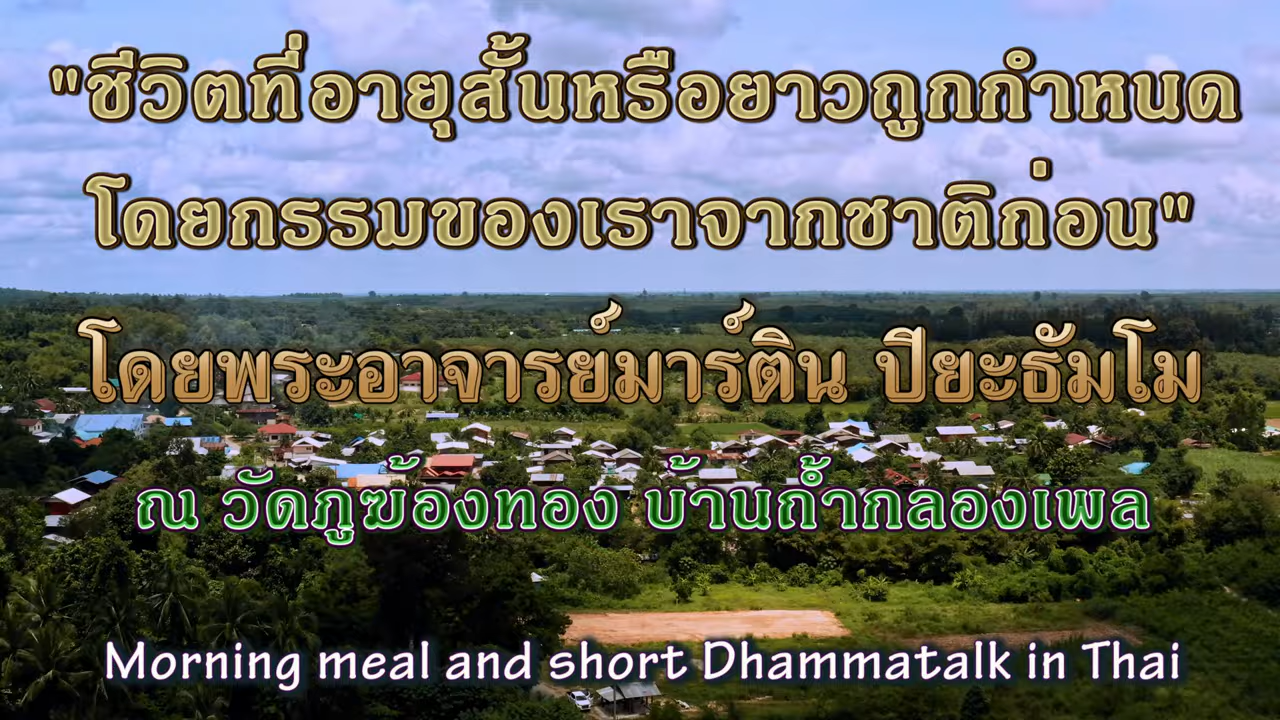 "ชีวิตที่อายุสั้นหรือยาวถูกกำหนด
โดยกรรมของเราจากชาติก่อน"
โดยพระอาจารย์มาร์ติน ปิยะธัมโม
ณ วัดภูฆ้องทอง บ้านถ้ำกลองเพล
Morning meal and short Dhammatalk in Thai